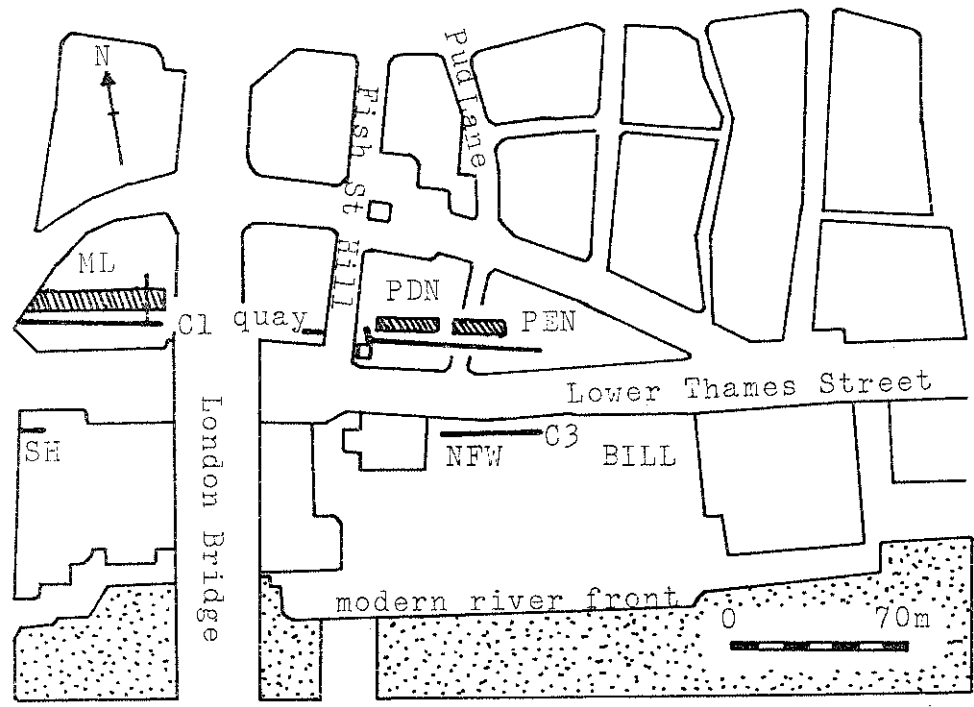 N
Pud Lane
Fish St Hill
ML
PDN
C1 quay
PEN
Lower Thames Street
London Bridge
SH
C3
NFW
BILL
modern river front
0 70m